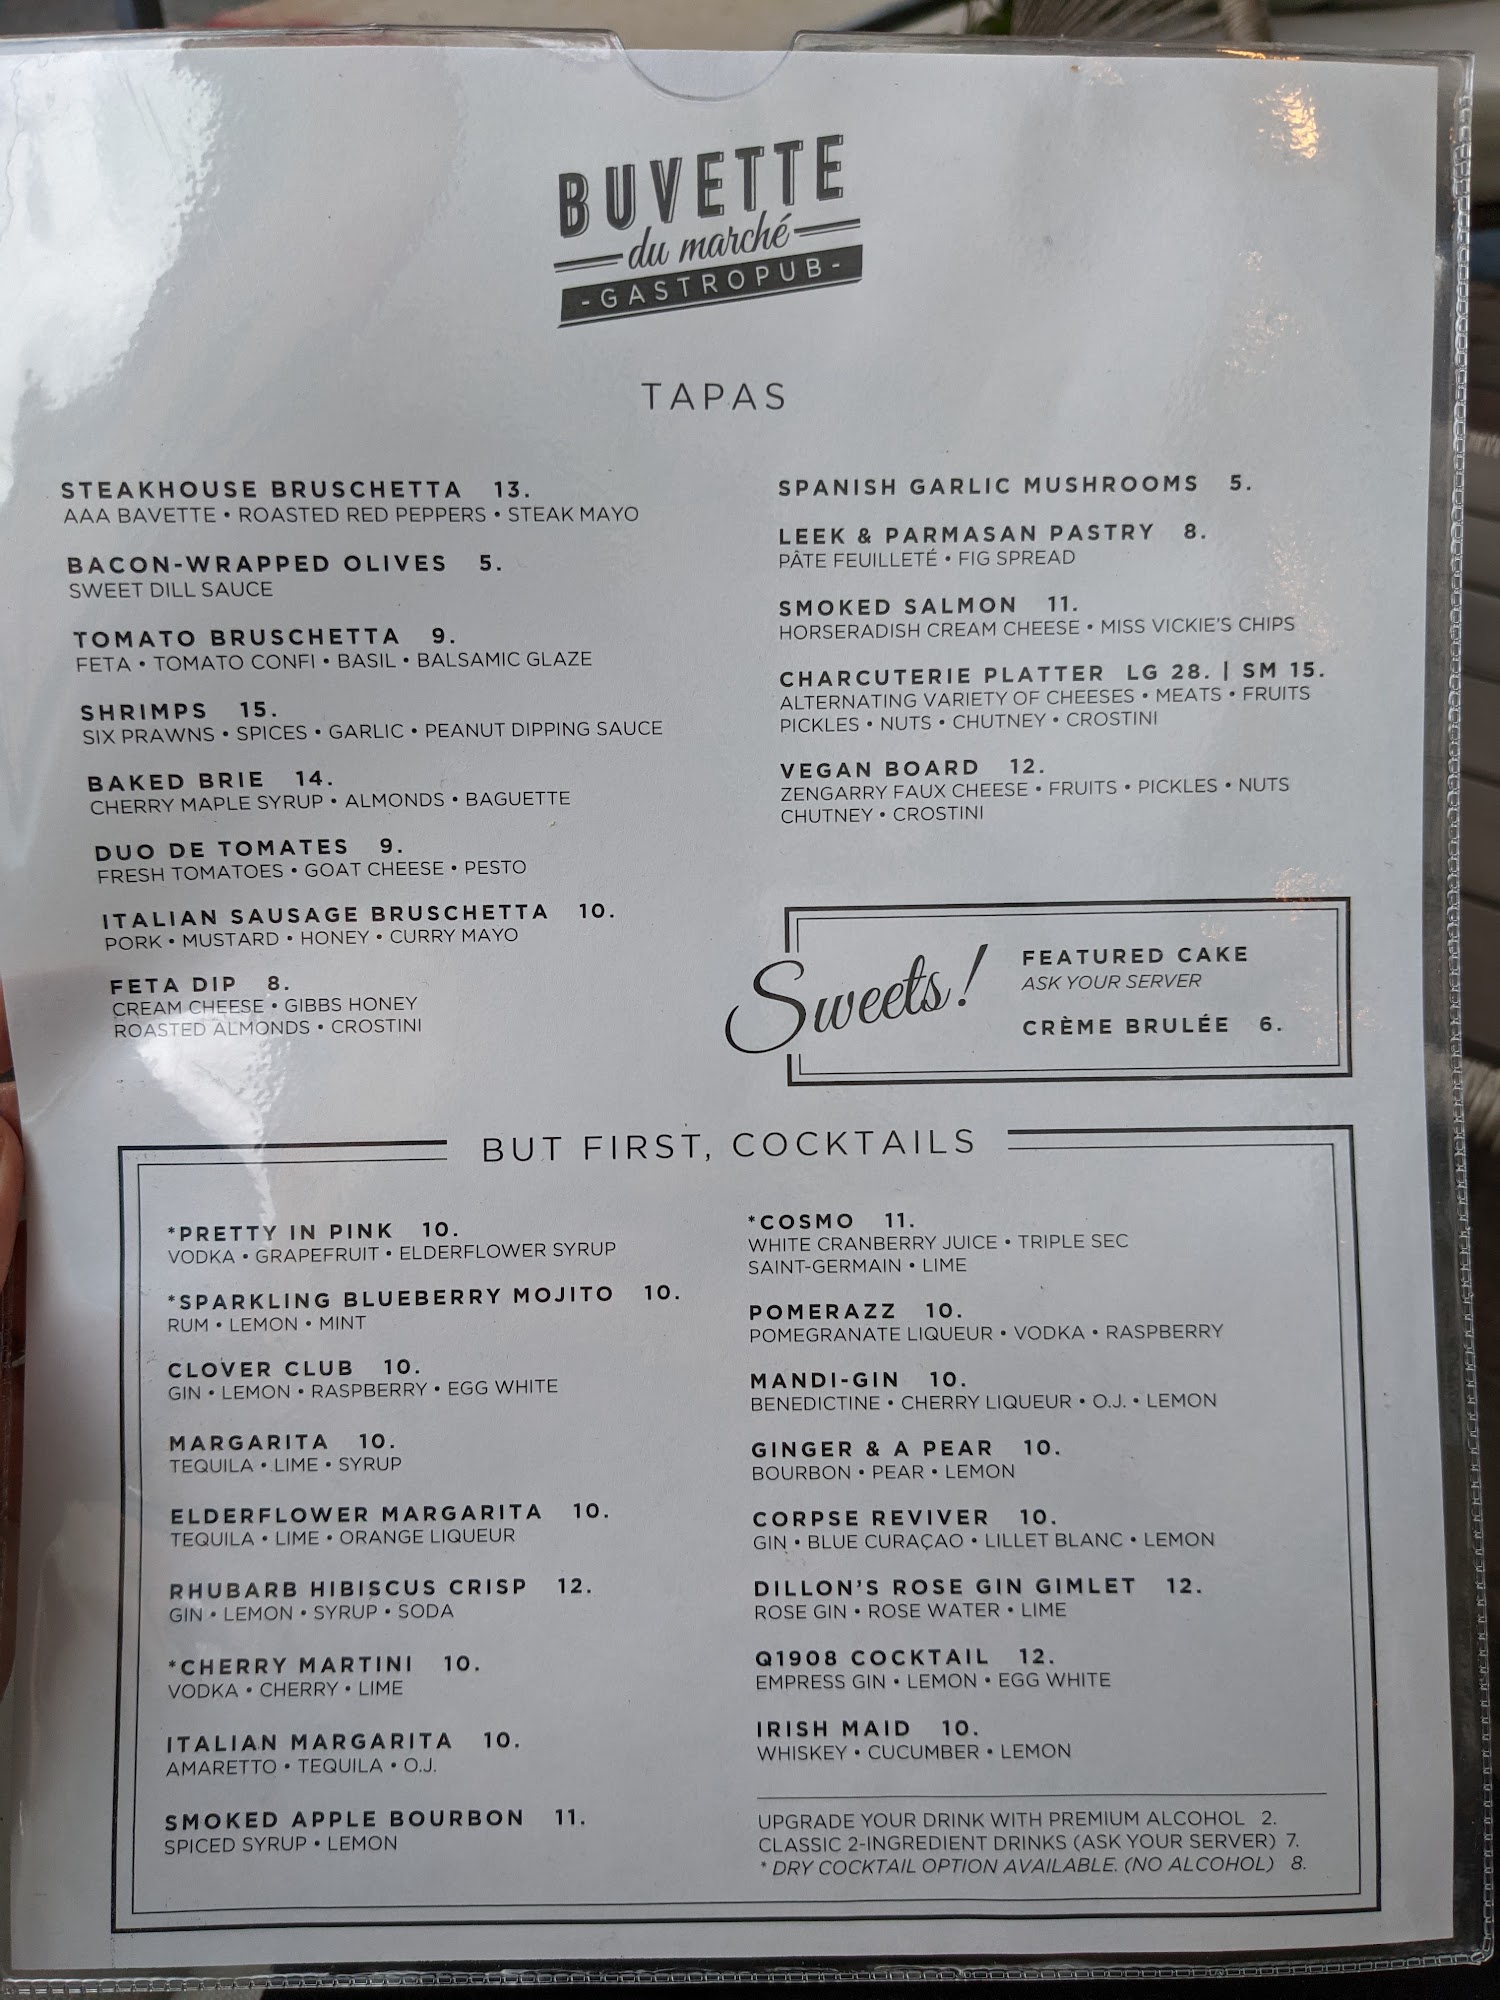 BUVETTE
du marché
- GASTROPUB -
TAPAS
STEAKHOUSE BRUSCHETTA 13.
AAA BAVETTE • ROASTED RED PEPPERS • STEAK MAYO
BACON-WRAPPED OLIVES 5.
SWEET DILL SAUCE
TOMATO BRUSCHETTA 9.
FETA • TOMATO CONFI • BASIL • BALSAMIC GLAZE
SHRIMPS 15.
SIX PRAWNS • SPICES • GARLIC • PEANUT DIPPING SAUCE
BAKED BRIE 14.
CHERRY MAPLE SYRUP • ALMONDS • BAGUETTE
DUO DE TOMATES 9.
FRESH TOMATOES • GOAT CHEESE • PESTO
ITALIAN SAUSAGE BRUSCHETTA 10.
PORK • MUSTARD • HONEY • CURRY MAYO
FETA DIP 8.
CREAM CHEESE • GIBBS HONEY
ROASTED ALMONDS • CROSTINI
SPANISH GARLIC MUSHROOMS 5.
LEEK & PARMASAN PASTRY 8.
PÂTE FEUILLETÉ • FIG SPREAD
SMOKED SALMON 11.
HORSERADISH CREAM CHEESE • MISS VICKIE'S CHIPS
CHARCUTERIE PLATTER LG 28. | SM 15.
ALTERNATING VARIETY OF CHEESES • MEATS • FRUITS
PICKLES • NUTS • CHUTNEY • CROSTINI
VEGAN BOARD 12.
ZENGARRY FAUX CHEESE • FRUITS • PICKLES • NUTS
CHUTNEY • CROSTINI
Sweets!
FEATURED CAKE
ASK YOUR SERVER
CRÈME BRULÉE 6.
BUT FIRST, COCKTAILS
*PRETTY IN PINK 10.
VODKA • GRAPEFRUIT • ELDERFLOWER SYRUP
*SPARKLING BLUEBERRY MOJITO 10.
RUM • LEMON • MINT
CLOVER CLUB 10.
GIN • LEMON • RASPBERRY • EGG WHITE
MARGARITA 10.
TEQUILA • LIME • SYRUP
ELDERFLOWER MARGARITA 10.
TEQUILA • LIME • ORANGE LIQUEUR
RHUBARB HIBISCUS CRISP 12.
GIN • LEMON • SYRUP • SODA
*CHERRY MARTINI 10.
VODKA • CHERRY • LIME
ITALIAN MARGARITA 10.
AMARETTO • TEQUILA • O.J.
SMOKED APPLE BOURBON 11.
SPICED SYRUP • LEMON
*COSMO 11.
WHITE CRANBERRY JUICE • TRIPLE SEC
SAINT-GERMAIN • LIME
POMERAZZ 10.
POMEGRANATE LIQUEUR • VODKA • RASPBERRY
MANDI-GIN 10.
BENEDICTINE • CHERRY LIQUEUR • O.J. • LEMON
GINGER & A PEAR 10.
BOURBON • PEAR • LEMON
CORPSE REVIVER 10.
GIN • BLUE CURAÇAO • LILLET BLANC • LEMON
DILLON'S ROSE GIN GIMLET 12.
ROSE GIN • ROSE WATER • LIME
Q1908 COCKTAIL 12.
EMPRESS GIN • LEMON • EGG WHITE
IRISH MAID 10.
WHISKEY • CUCUMBER • LEMON
UPGRADE YOUR DRINK WITH PREMIUM ALCOHOL 2.
CLASSIC 2-INGREDIENT DRINKS (ASK YOUR SERVER) 7.
* DRY COCKTAIL OPTION AVAILABLE. (NO ALCOHOL) 8.